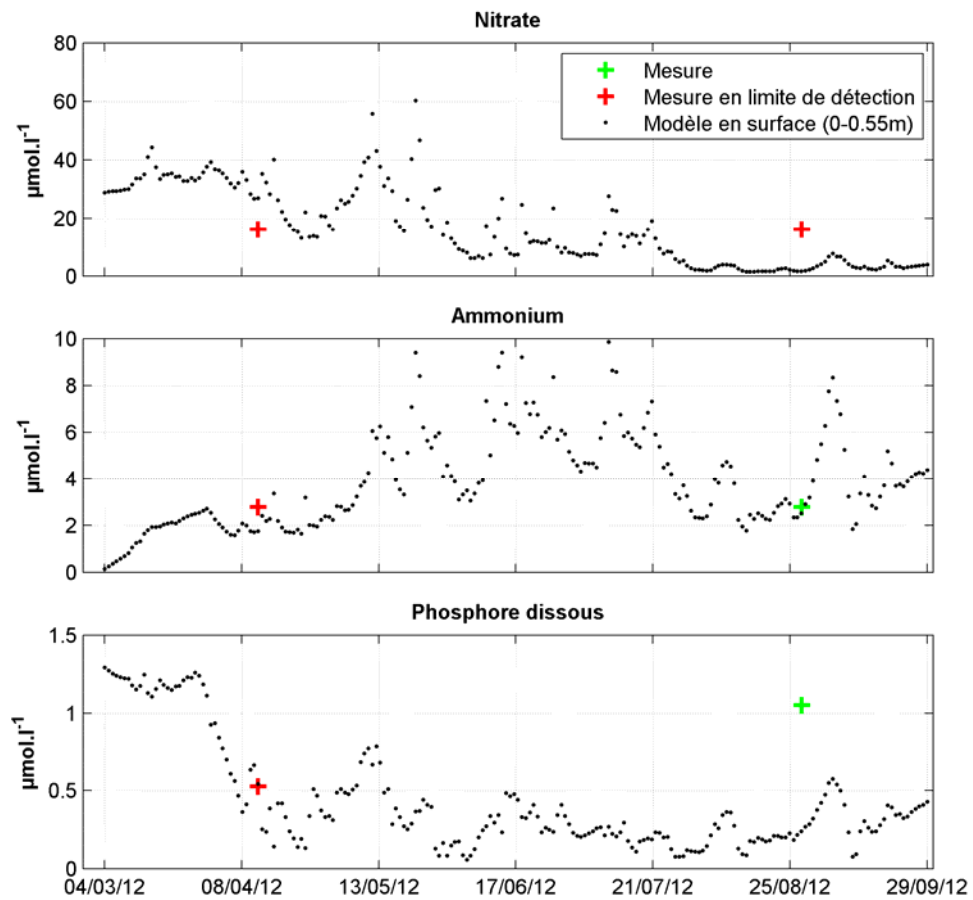 Nitrate
80
60
40
20
0
µmol.l⁻¹
Mesure
Mesure en limite de détection
Modèle en surface (0-0.55m)
Ammonium
10
8
6
4
2
0
µmol.l⁻¹
Phosphore dissous
1.5
1
0.5
0
µmol.l⁻¹
04/03/12 08/04/12 13/05/12 17/06/12 21/07/12 25/08/12 29/09/12